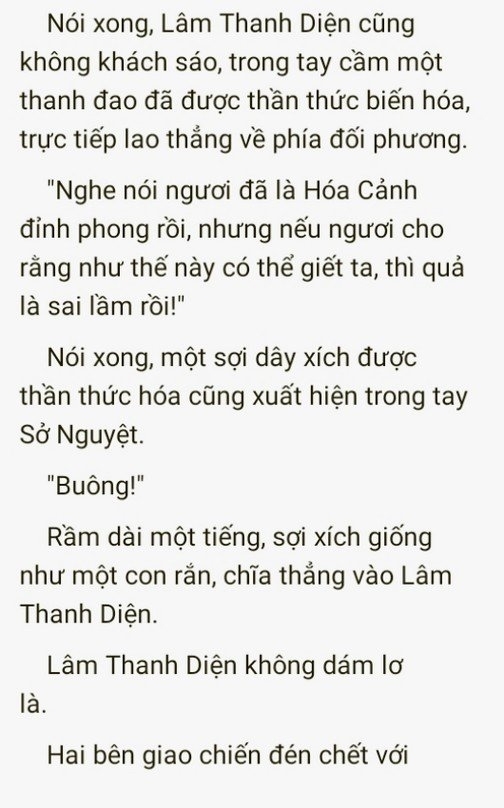 Nói xong, Lâm Thanh Diện cũng
không khách sáo, trong tay cầm một
thanh đao đã được thần thức biến hóa,
trực tiếp lao thẳng về phía đối phương.
"Nghe nói ngươi đã là Hóa Cảnh
đỉnh phong rồi, nhưng nếu ngươi cho
rằng như thế này có thể giết ta, thì quả
là sai lầm rồi!"
Nói xong, một sợi dây xích được
thần thức hóa cũng xuất hiện trong tay
Sở Nguyệt.
"Buông!"
Rầm dài một tiếng, sợi xích giống
như một con rắn, chĩa thẳng vào Lâm
Thanh Diện.
Lâm Thanh Diện không dám lơ
là.
Hai bên giao chiến đén chết với